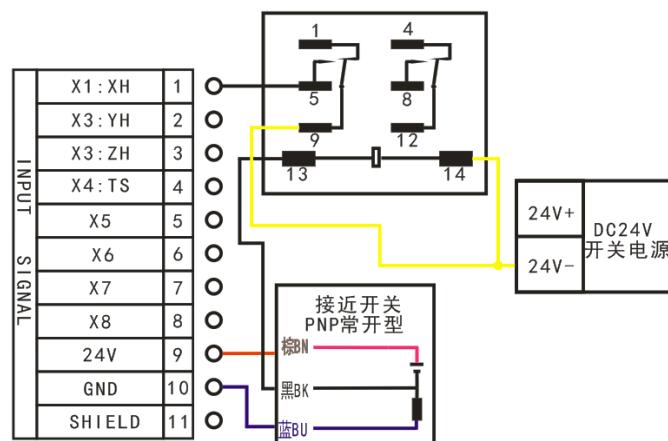 INPUT SIGNAL
X1:XH 1
X3:YH 2
X3:ZH 3
X4:TS 4
X5 5
X6 6
X7 7
X8 8
24V 9
GND 10
SHIELD 11
1 4
5 8
9 12
13 14
24V+
24V-
DC24V
开关电源
接近开关
PNP常开型
棕BN
黑BK
蓝BU